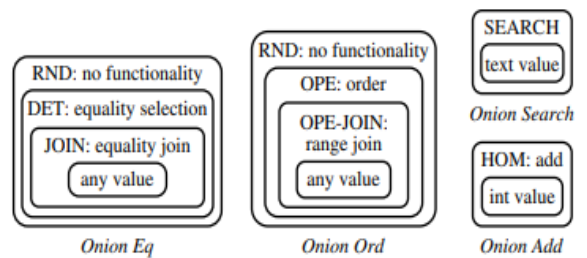 RND: no functionality
DET: equality selection
JOIN: equality join
any value
Onion Eq
RND: no functionality
OPE: order
OPE-JOIN:
range join
any value
Onion Ord
SEARCH
text value
Onion Search
HOM: add
int value
Onion Add